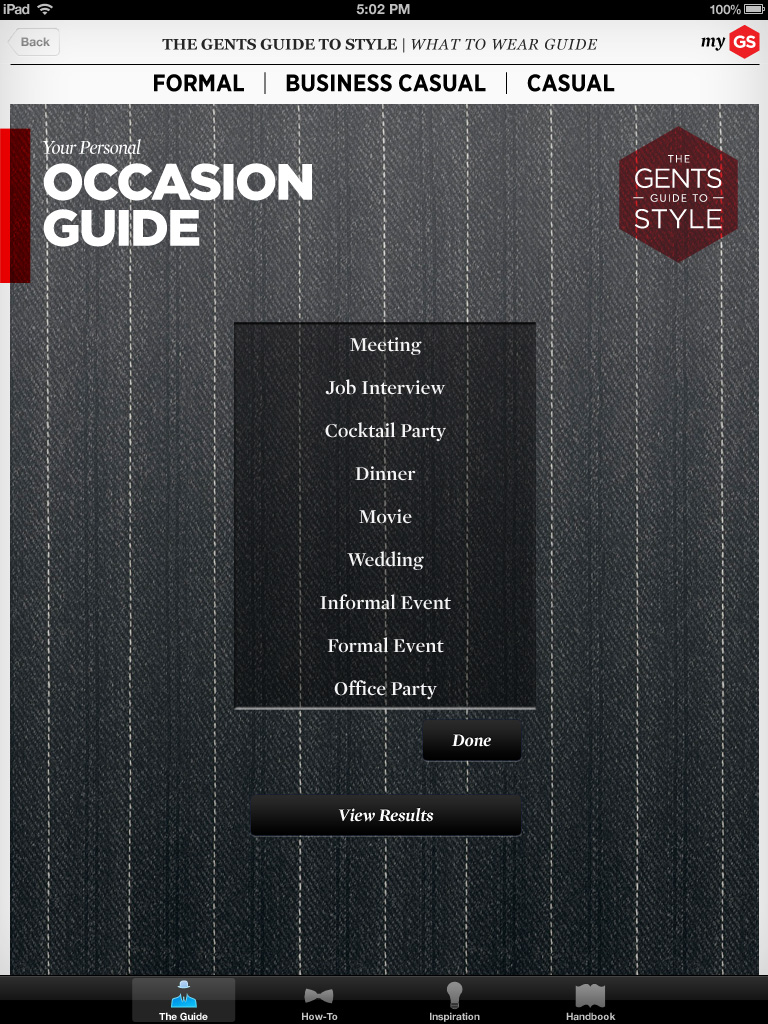 iPad 5:02 PM 100%
Back
THE GENTS GUIDE TO STYLE | WHAT TO WEAR GUIDE
my GS
FORMAL | BUSINESS CASUAL | CASUAL
Your Personal
OCCASION
GUIDE
THE
GENTS
GUIDE TO
STYLE
Meeting
Job Interview
Cocktail Party
Dinner
Movie
Wedding
Informal Event
Formal Event
Office Party
Done
View Results
The Guide How-To Inspiration Handbook